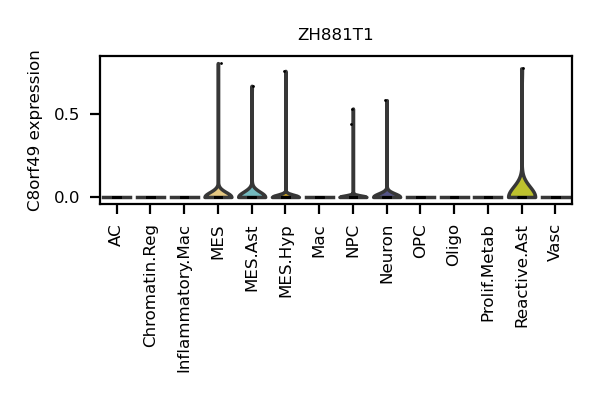 ZH881T1
C8orf49 expression
0.5
0.0
AC
Chromatin.Reg
Inflammatory.Mac
MES
MES.Ast
MES.Hyp
Mac
NPC
Neuron
OPC
Oligo
Prolif.Metab
Reactive.Ast
Vasc